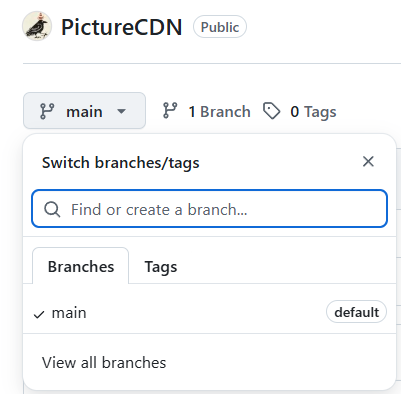 PictureCDN Public
main 1 Branch 0 Tags
Switch branches/tags
Find or create a branch...
Branches Tags
main default
View all branches